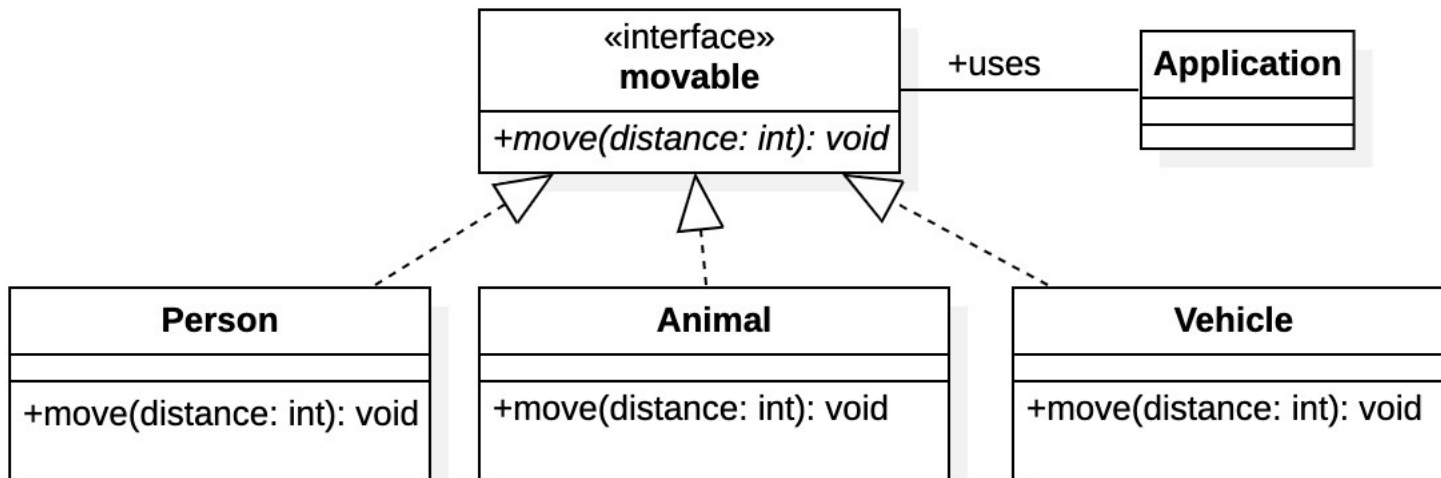 «interface»
movable
+move(distance: int): void
+uses
Application
Person
+move(distance: int): void
Animal
+move(distance: int): void
Vehicle
+move(distance: int): void